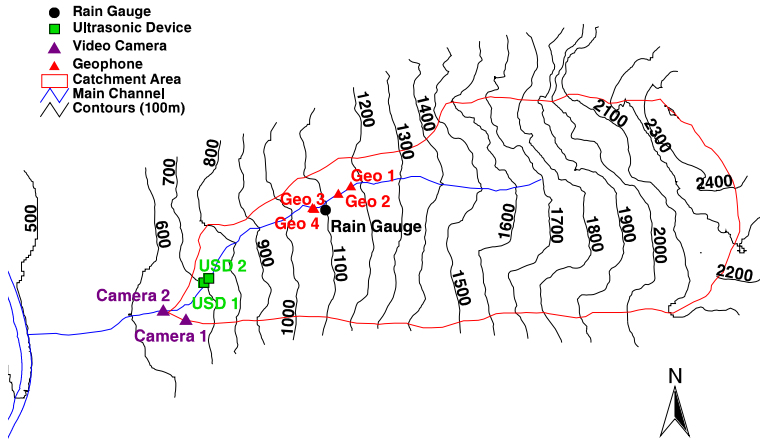 Rain Gauge
Ultrasonic Device
Video Camera
Geophone
Catchment Area
Main Channel
Contours (100m)
500
600
700
800
900
1000
1100
1200
1300
1400
1500
1600
1700
1800
1900
2000
2100
2200
2300
2400
Geo 1
Geo 2
Geo 3
Geo 4
Rain Gauge
USD 2
USD 1
Camera 2
Camera 1
N